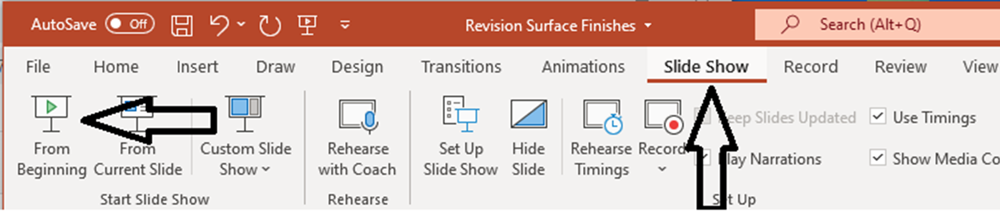 AutoSave Off Revision Surface Finishes Search (Alt+Q)
File Home Insert Draw Design Transitions Animations Slide Show Record Review View
From Beginning
From Current Slide
Custom Slide Show
Rehearse with Coach
Set Up Slide Show
Hide Slide
Rehearse Timings
Record
Slides Updated
Narrations
Use Timings
Show Media Co
Start Slide Show
Rehearse
Up